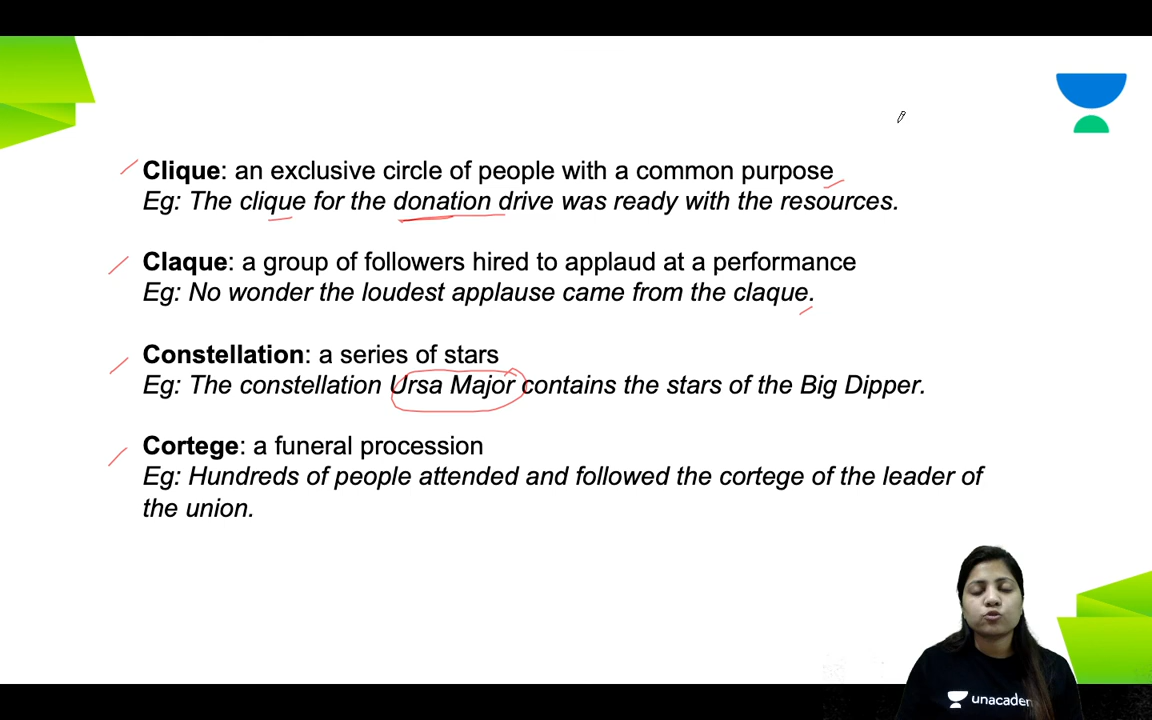 Clique: an exclusive circle of people with a common purpose
Eg: The clique for the donation drive was ready with the resources.
Claque: a group of followers hired to applaud at a performance
Eg: No wonder the loudest applause came from the claque.
Constellation: a series of stars
Eg: The constellation Ursa Major contains the stars of the Big Dipper.
Cortege: a funeral procession
Eg: Hundreds of people attended and followed the cortege of the leader of
the union.
unacadem